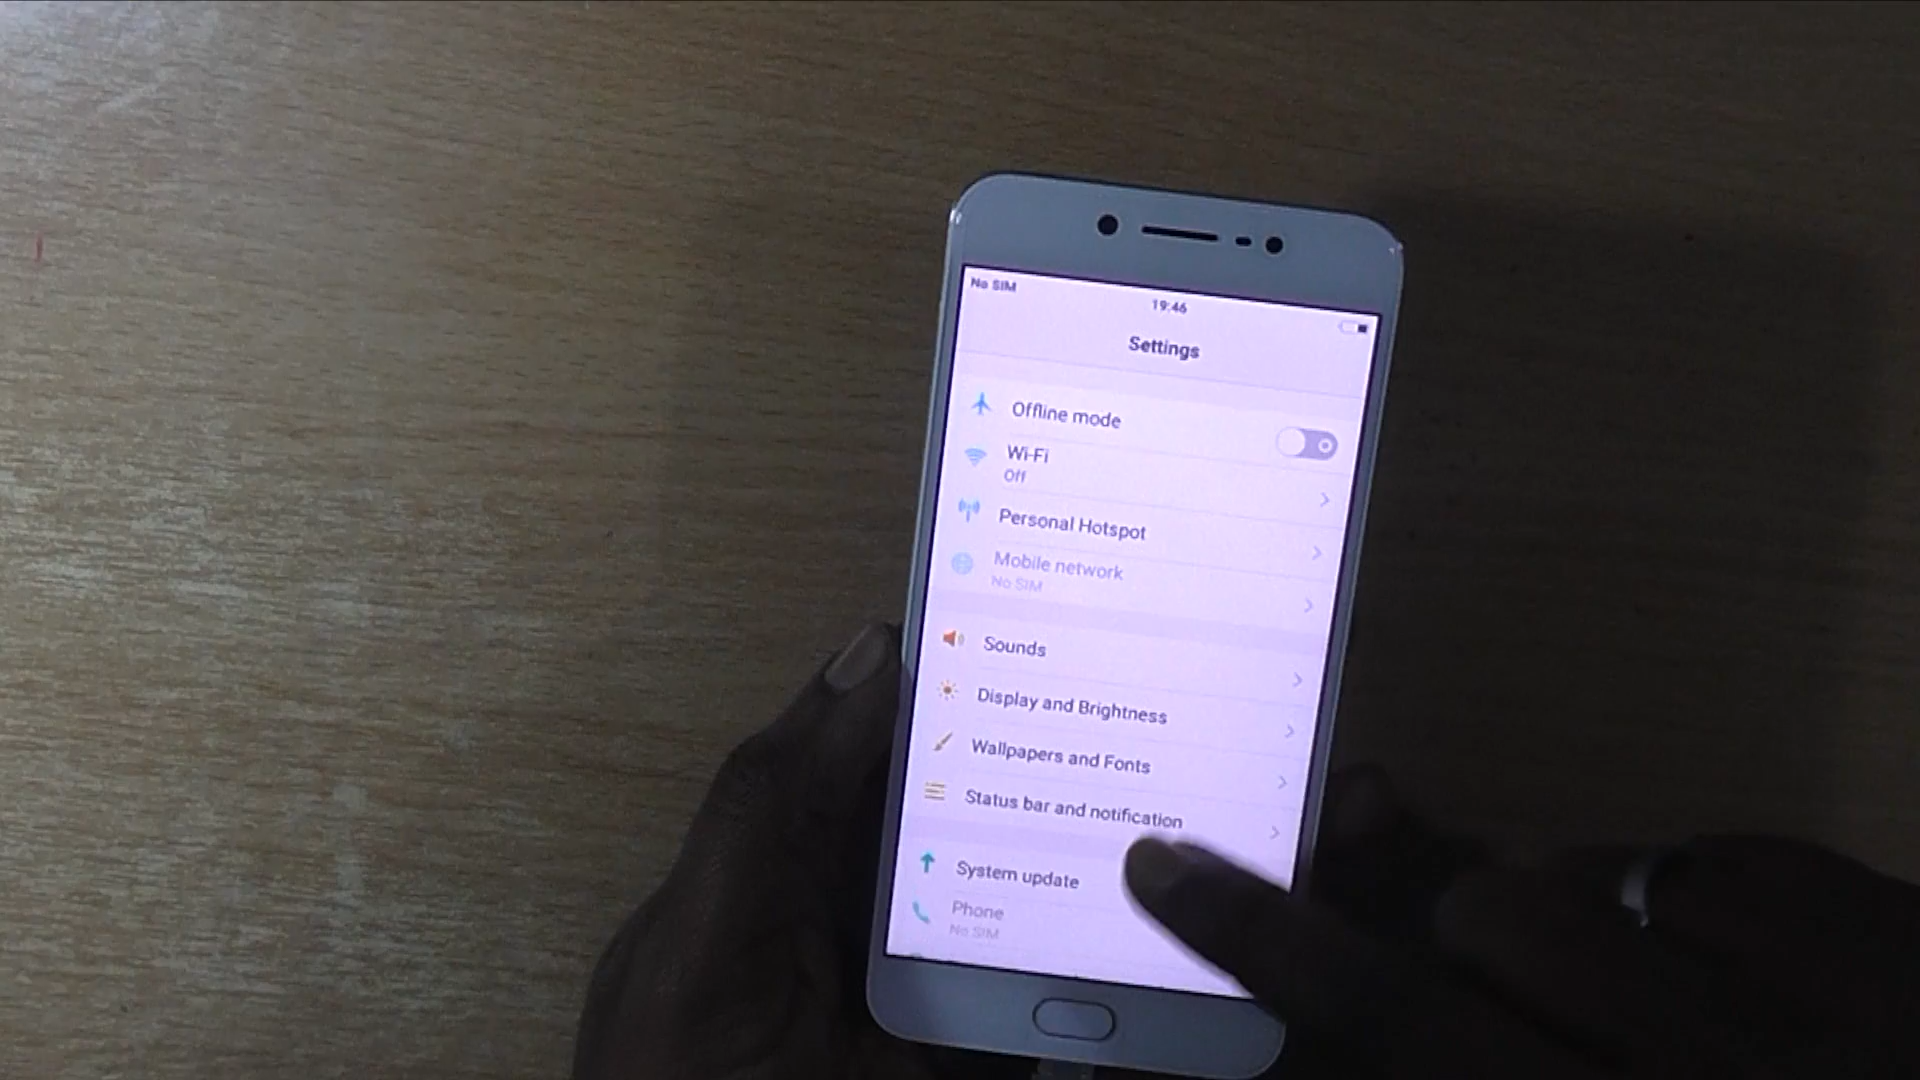 No SIM
19:46
Settings
Offline mode
Wi-Fi
Off
Personal Hotspot
Mobile network
No SIM
Sounds
Display and Brightness
Wallpapers and Fonts
Status bar and notification
System update
Phone
No SIM